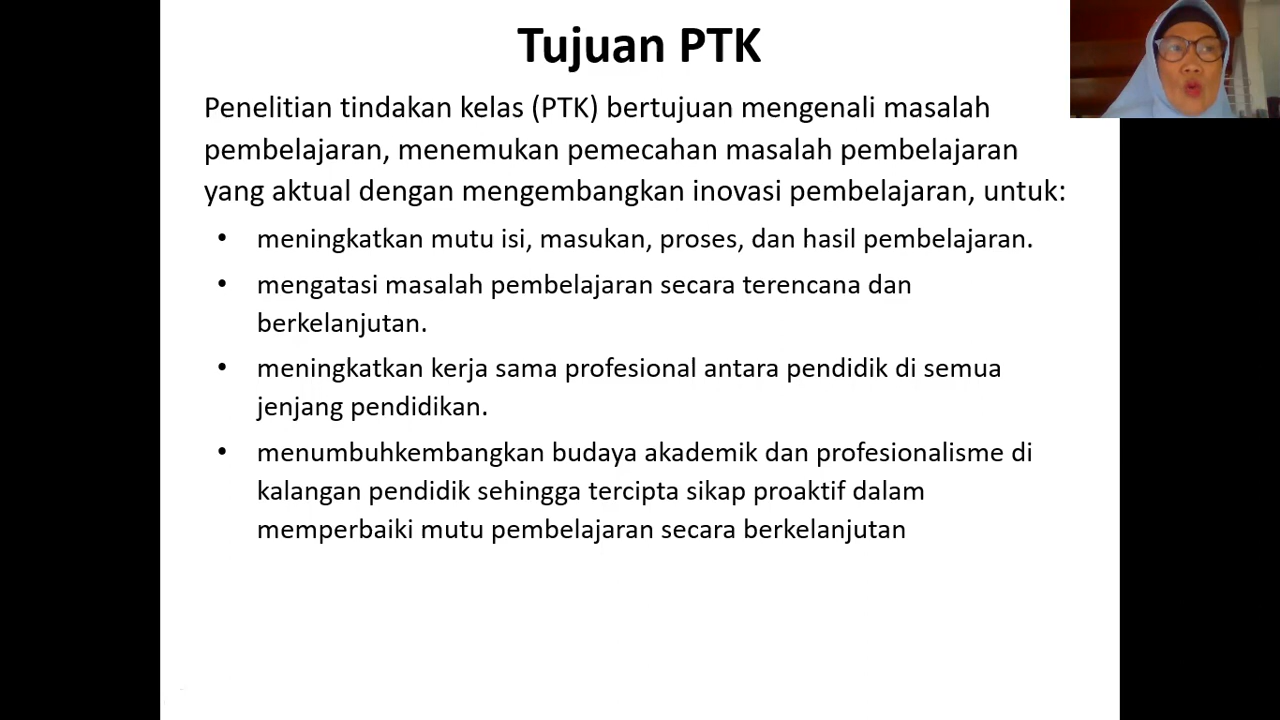 Tujuan PTK
Penelitian tindakan kelas (PTK) bertujuan mengenali masalah
pembelajaran, menemukan pemecahan masalah pembelajaran
yang aktual dengan mengembangkan inovasi pembelajaran, untuk:
• meningkatkan mutu isi, masukan, proses, dan hasil pembelajaran.
• mengatasi masalah pembelajaran secara terencana dan
berkelanjutan.
• meningkatkan kerja sama profesional antara pendidik di semua
jenjang pendidikan.
• menumbuhkembangkan budaya akademik dan profesionalisme di
kalangan pendidik sehingga tercipta sikap proaktif dalam
memperbaiki mutu pembelajaran secara berkelanjutan